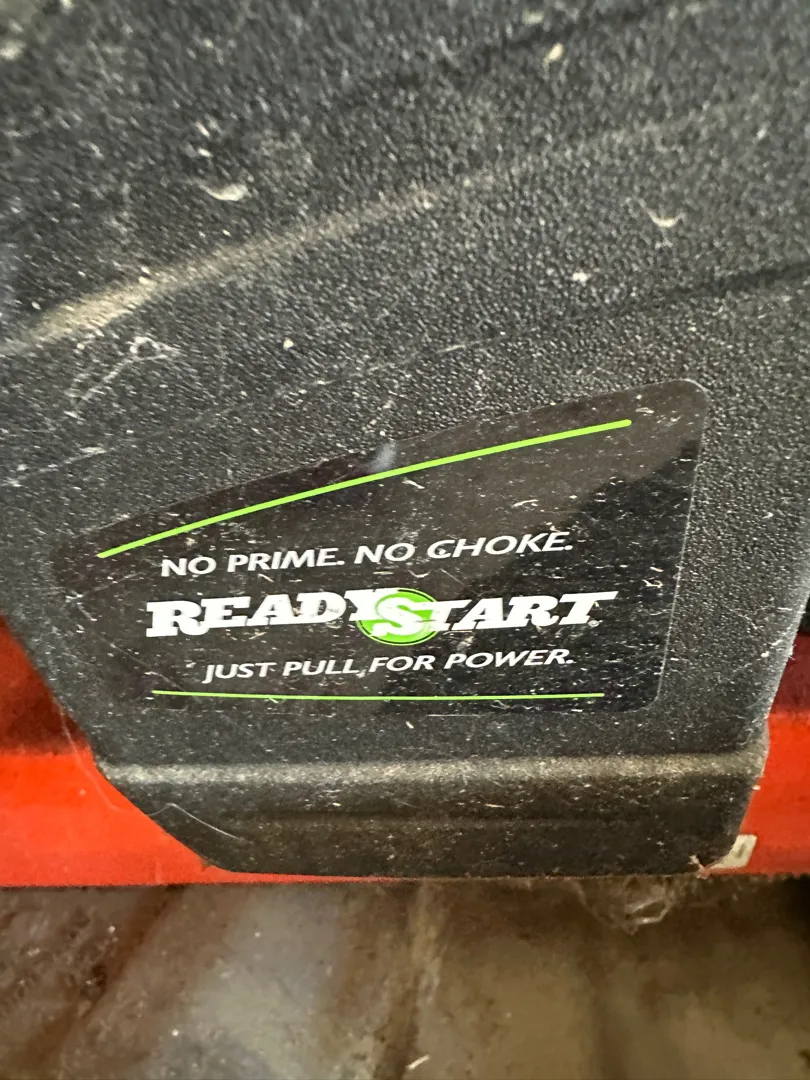 NO PRIME. NO CHOKE.
READYSTART
JUST PULL FOR POWER.